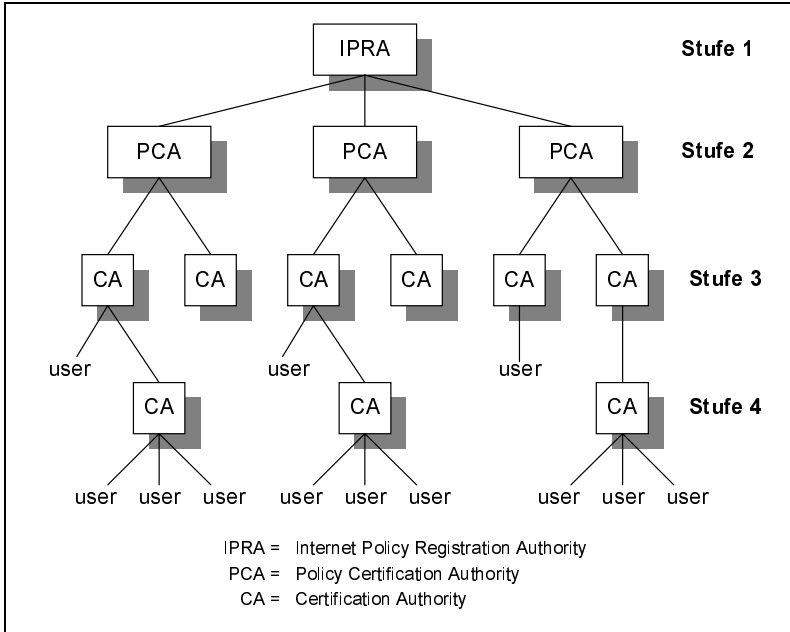 IPRA Stufe 1
PCA PCA PCA Stufe 2
CA CA CA CA CA CA Stufe 3
user user user
CA CA CA Stufe 4
user user user user user user user user user
IPRA = Internet Policy Registration Authority
PCA = Policy Certification Authority
CA = Certification Authority